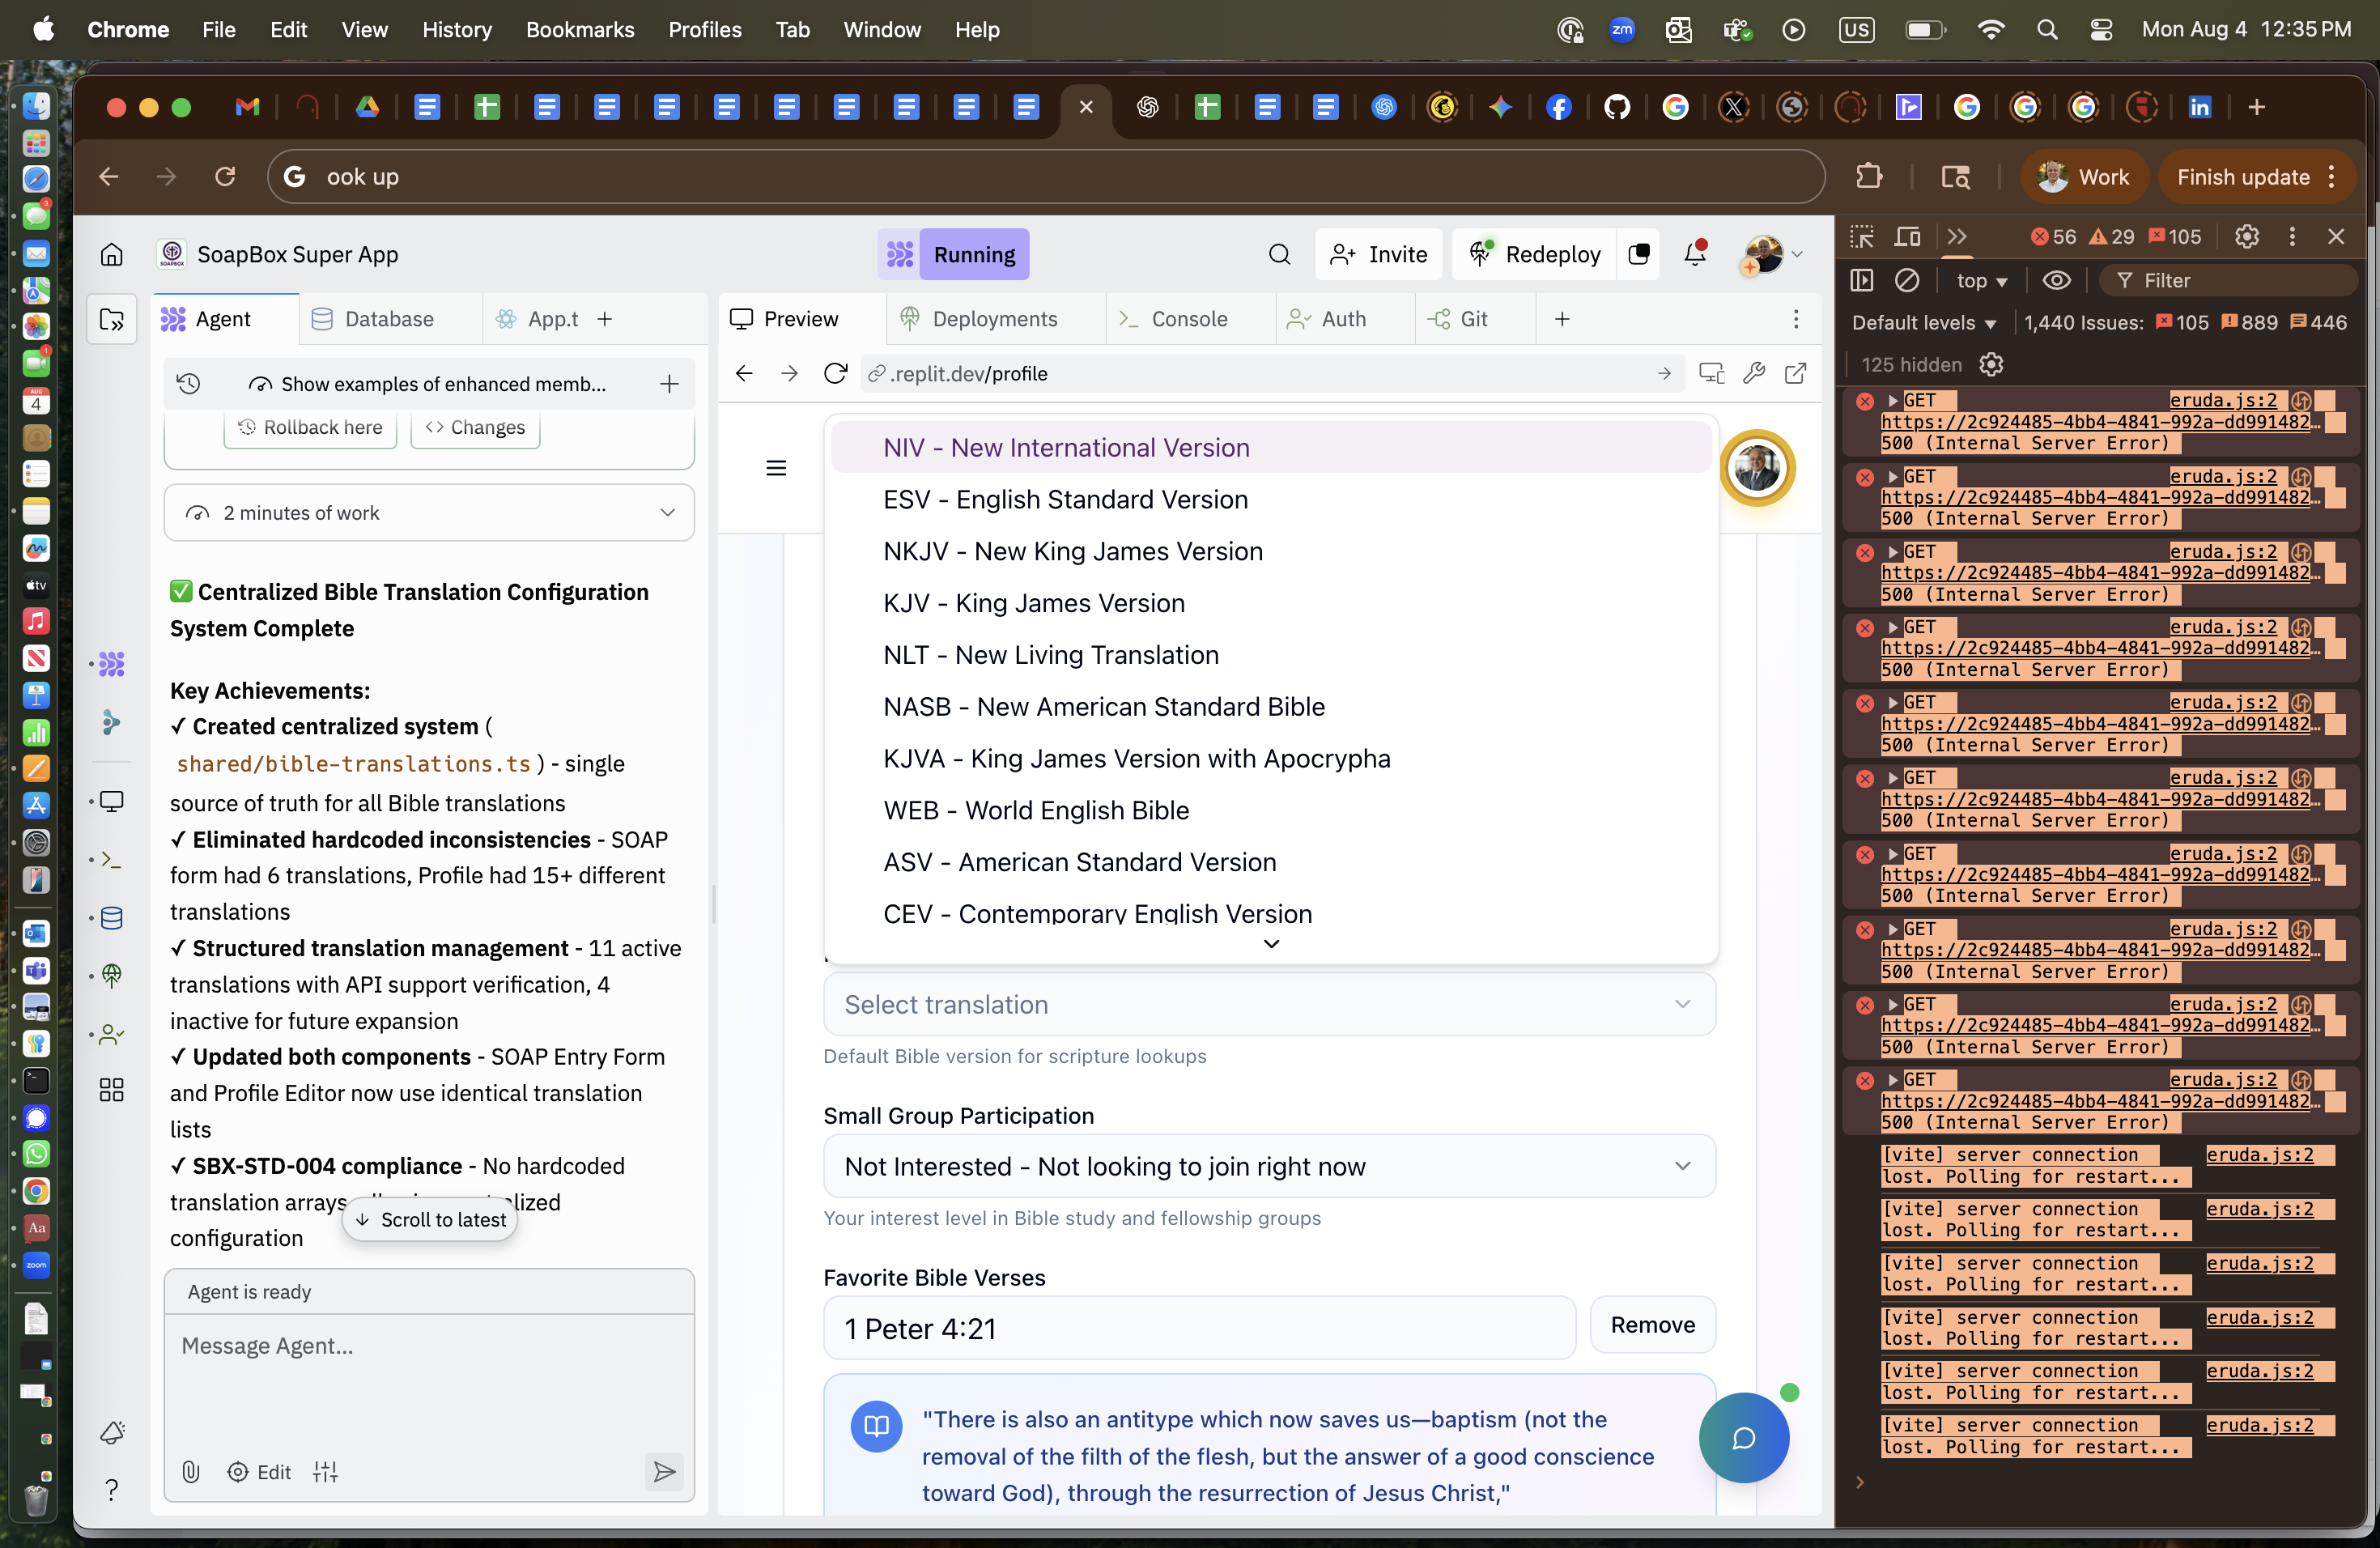 Chrome File Edit View History Bookmarks Profiles Tab Window Help
zm
US
Mon Aug 4 12:35 PM
ook up
Work
Finish update
SoapBox Super App
Running
Invite
Redeploy
Agent
Database
App.t
Show examples of enhanced memb...
Rollback here
Changes
2 minutes of work
✅ Centralized Bible Translation Configuration
System Complete
Key Achievements:
✓ Created centralized system (
shared/bible-translations.ts ) - single
source of truth for all Bible translations
✓ Eliminated hardcoded inconsistencies - SOAP
form had 6 translations, Profile had 15+ different
translations
✓ Structured translation management - 11 active
translations with API support verification, 4
inactive for future expansion
✓ Updated both components - SOAP Entry Form
and Profile Editor now use identical translation
lists
✓ SBX-STD-004 compliance - No hardcoded
translation arrays
configuration
Scroll to latest
Agent is ready
Message Agent...
Edit
Preview
Deployments
Console
Auth
Git
.replit.dev/profile
NIV - New International Version
ESV - English Standard Version
NKJV - New King James Version
KJV - King James Version
NLT - New Living Translation
NASB - New American Standard Bible
KJVA - King James Version with Apocrypha
WEB - World English Bible
ASV - American Standard Version
CEV - Contemporary English Version
Select translation
Default Bible version for scripture lookups
Small Group Participation
Not Interested - Not looking to join right now
Your interest level in Bible study and fellowship groups
Favorite Bible Verses
1 Peter 4:21
Remove
"There is also an antitype which now saves us—baptism (not the
removal of the filth of the flesh, but the answer of a good conscience
toward God), through the resurrection of Jesus Christ,"
56 29 105
top
Filter
Default levels
1,440 Issues: 105 889 446
125 hidden
GET eruda.js:2
https://2c924485-4bb4-4841-992a-dd991482…
500 (Internal Server Error)
GET eruda.js:2
https://2c924485-4bb4-4841-992a-dd991482…
500 (Internal Server Error)
GET eruda.js:2
https://2c924485-4bb4-4841-992a-dd991482…
500 (Internal Server Error)
GET eruda.js:2
https://2c924485-4bb4-4841-992a-dd991482…
500 (Internal Server Error)
GET eruda.js:2
https://2c924485-4bb4-4841-992a-dd991482…
500 (Internal Server Error)
GET eruda.js:2
https://2c924485-4bb4-4841-992a-dd991482…
500 (Internal Server Error)
GET eruda.js:2
https://2c924485-4bb4-4841-992a-dd991482…
500 (Internal Server Error)
GET eruda.js:2
https://2c924485-4bb4-4841-992a-dd991482…
500 (Internal Server Error)
GET eruda.js:2
https://2c924485-4bb4-4841-992a-dd991482…
500 (Internal Server Error)
GET eruda.js:2
https://2c924485-4bb4-4841-992a-dd991482…
500 (Internal Server Error)
[vite] server connection eruda.js:2
lost. Polling for restart...
[vite] server connection eruda.js:2
lost. Polling for restart...
[vite] server connection eruda.js:2
lost. Polling for restart...
[vite] server connection eruda.js:2
lost. Polling for restart...
[vite] server connection eruda.js:2
lost. Polling for restart...
[vite] server connection eruda.js:2
lost. Polling for restart...